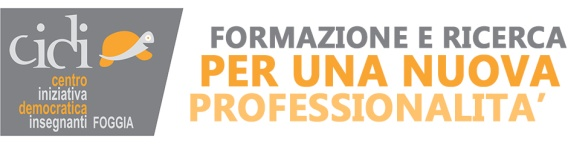 cidi
centro
iniziativa
democratica
insegnanti FOGGIA
FORMAZIONE E RICERCA
PER UNA NUOVA
PROFESSIONALITA’